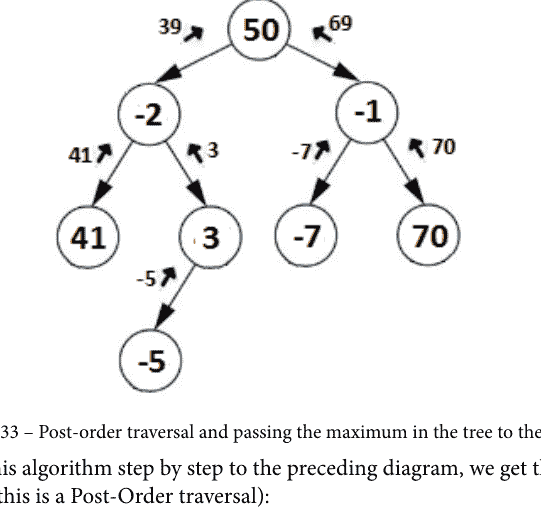 39 50 69
-2 -1
41 3 -7 70
41 3 -7 70
-5
-5
33 – Post-order traversal and passing the maximum in the tree to the
his algorithm step by step to the preceding diagram, we get t
this is a Post-Order traversal):